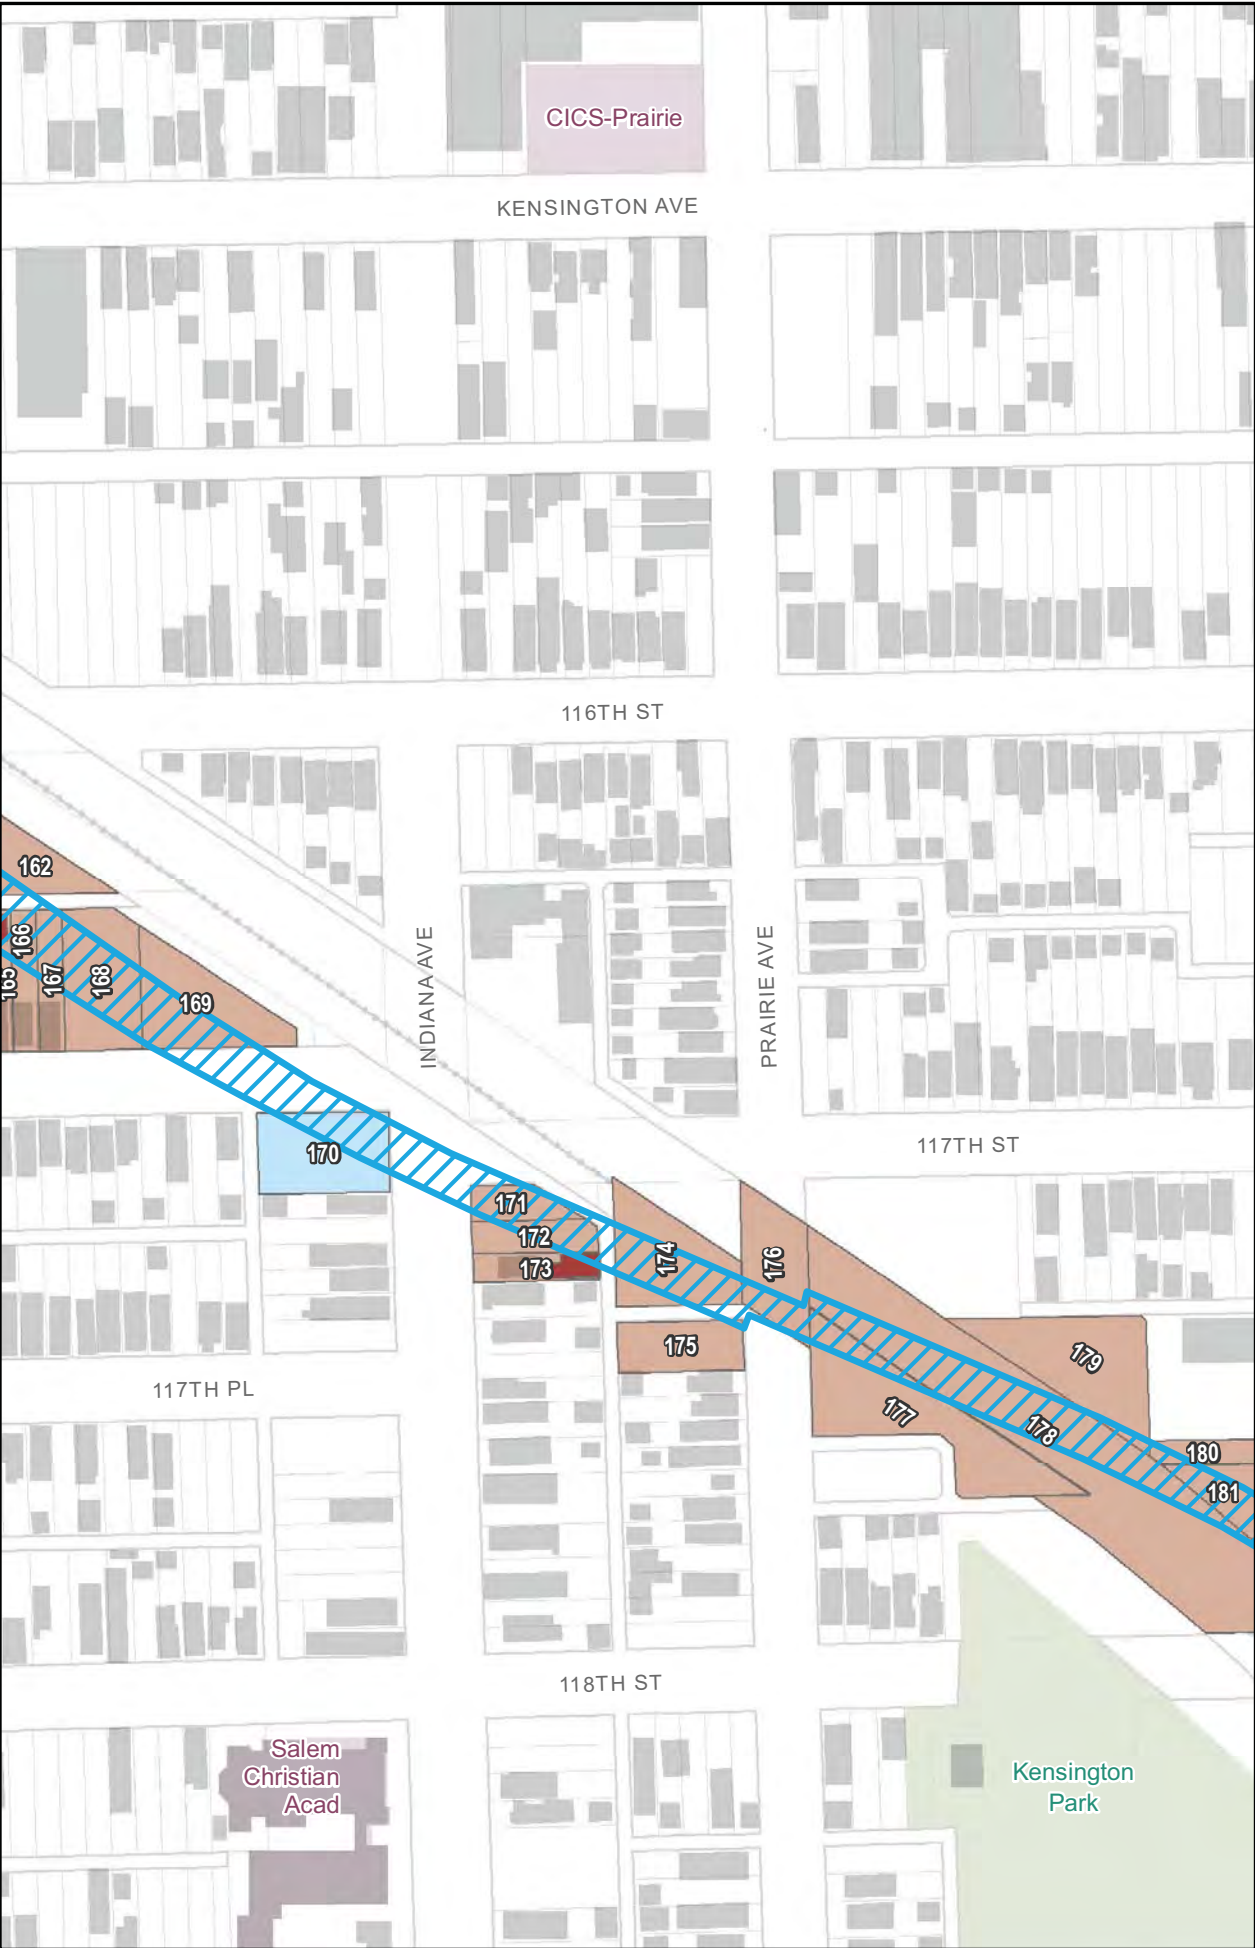 CICS-Prairie
KENSINGTON AVE
116TH ST
162
166
165
167
168
169
INDIANA AVE
PRAIRIE AVE
117TH ST
170
171
172
173
174
176
175
179
117TH PL
177
178
180
181
118TH ST
Salem
Christian
Acad
Kensington
Park